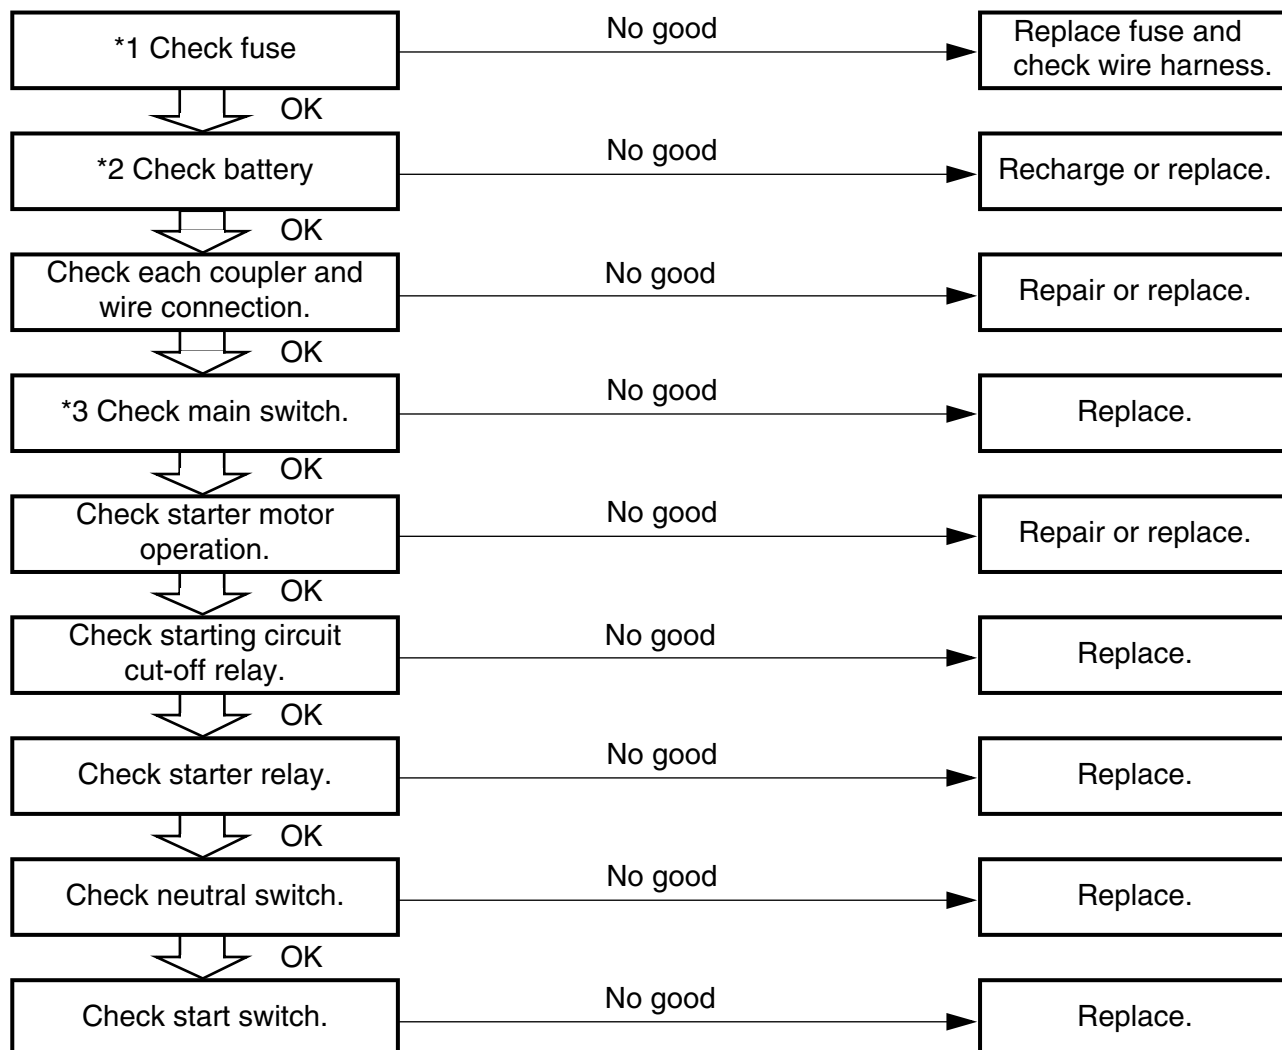 *1 Check fuse
No good
Replace fuse and
check wire harness.
OK
*2 Check battery
No good
Recharge or replace.
OK
Check each coupler and
wire connection.
No good
Repair or replace.
OK
*3 Check main switch.
No good
Replace.
OK
Check starter motor
operation.
No good
Repair or replace.
OK
Check starting circuit
cut-off relay.
No good
Replace.
OK
Check starter relay.
No good
Replace.
OK
Check neutral switch.
No good
Replace.
OK
Check start switch.
No good
Replace.